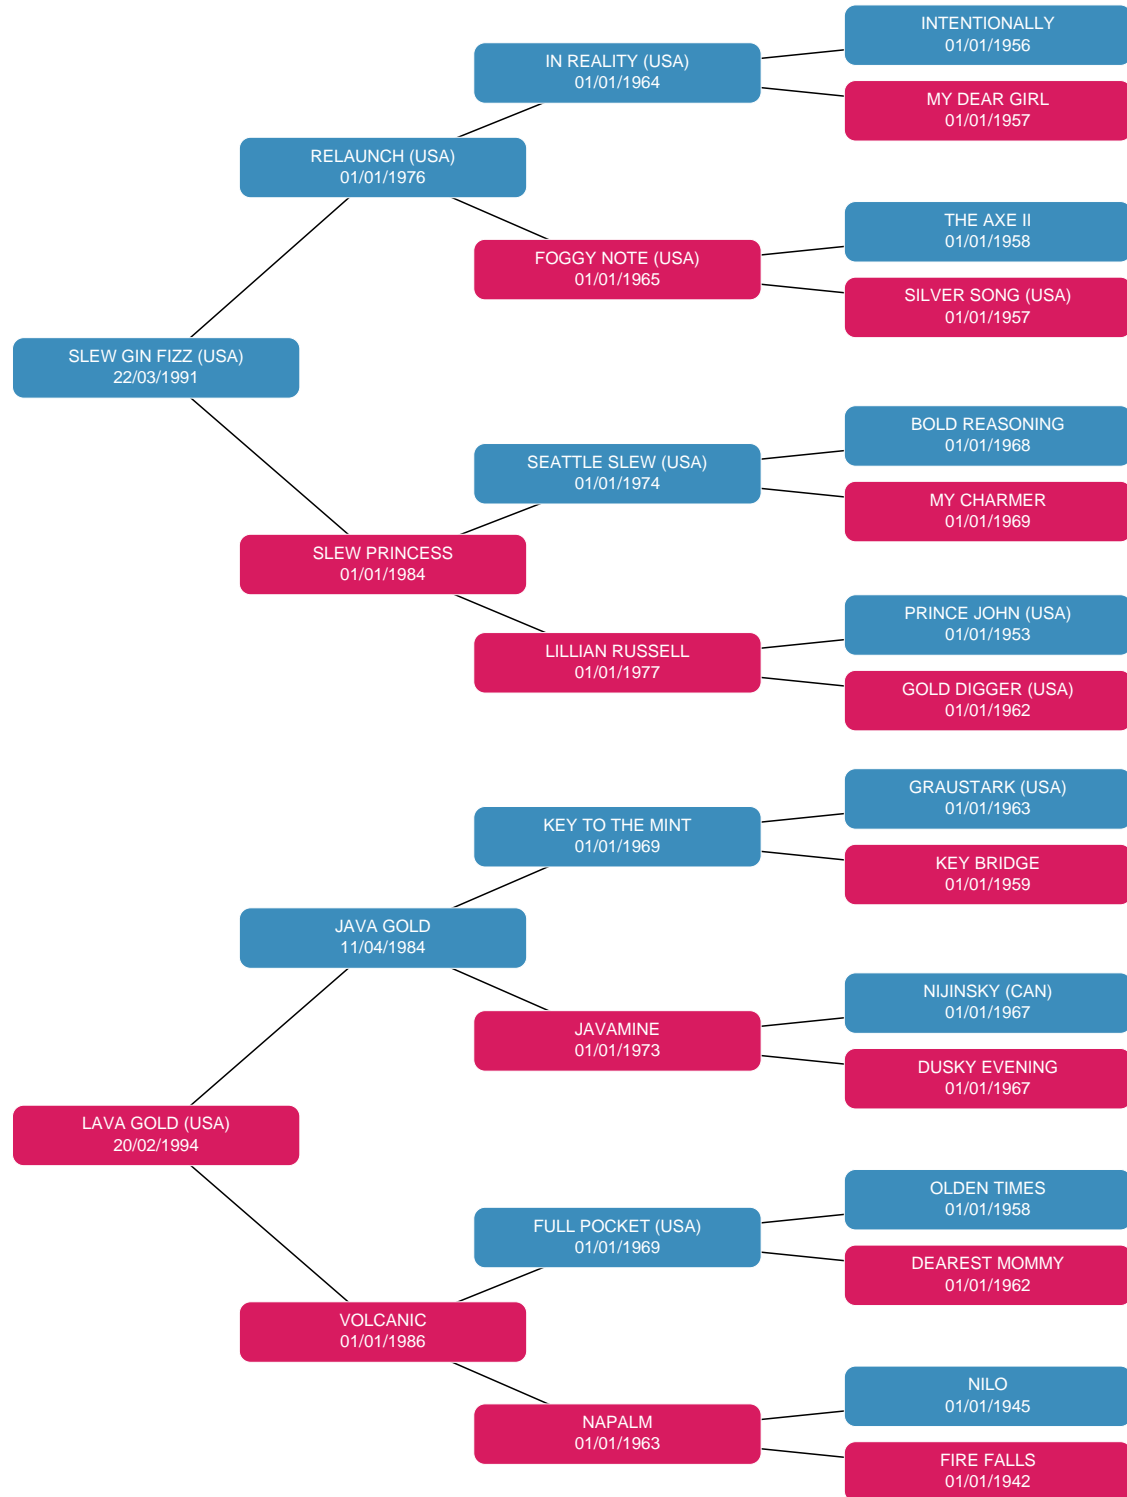 INTENTIONALLY
01/01/1956
IN REALITY (USA)
01/01/1964
MY DEAR GIRL
01/01/1957
RELAUNCH (USA)
01/01/1976
THE AXE II
01/01/1958
FOGGY NOTE (USA)
01/01/1965
SILVER SONG (USA)
01/01/1957
SLEW GIN FIZZ (USA)
22/03/1991
BOLD REASONING
01/01/1968
SEATTLE SLEW (USA)
01/01/1974
MY CHARMER
01/01/1969
SLEW PRINCESS
01/01/1984
PRINCE JOHN (USA)
01/01/1953
LILLIAN RUSSELL
01/01/1977
GOLD DIGGER (USA)
01/01/1962
GRAUSTARK (USA)
01/01/1963
KEY TO THE MINT
01/01/1969
KEY BRIDGE
01/01/1959
JAVA GOLD
11/04/1984
NIJINSKY (CAN)
01/01/1967
JAVAMINE
01/01/1973
DUSKY EVENING
01/01/1967
LAVA GOLD (USA)
20/02/1994
OLDEN TIMES
01/01/1958
FULL POCKET (USA)
01/01/1969
DEAREST MOMMY
01/01/1962
VOLCANIC
01/01/1986
NILO
01/01/1945
NAPALM
01/01/1963
FIRE FALLS
01/01/1942